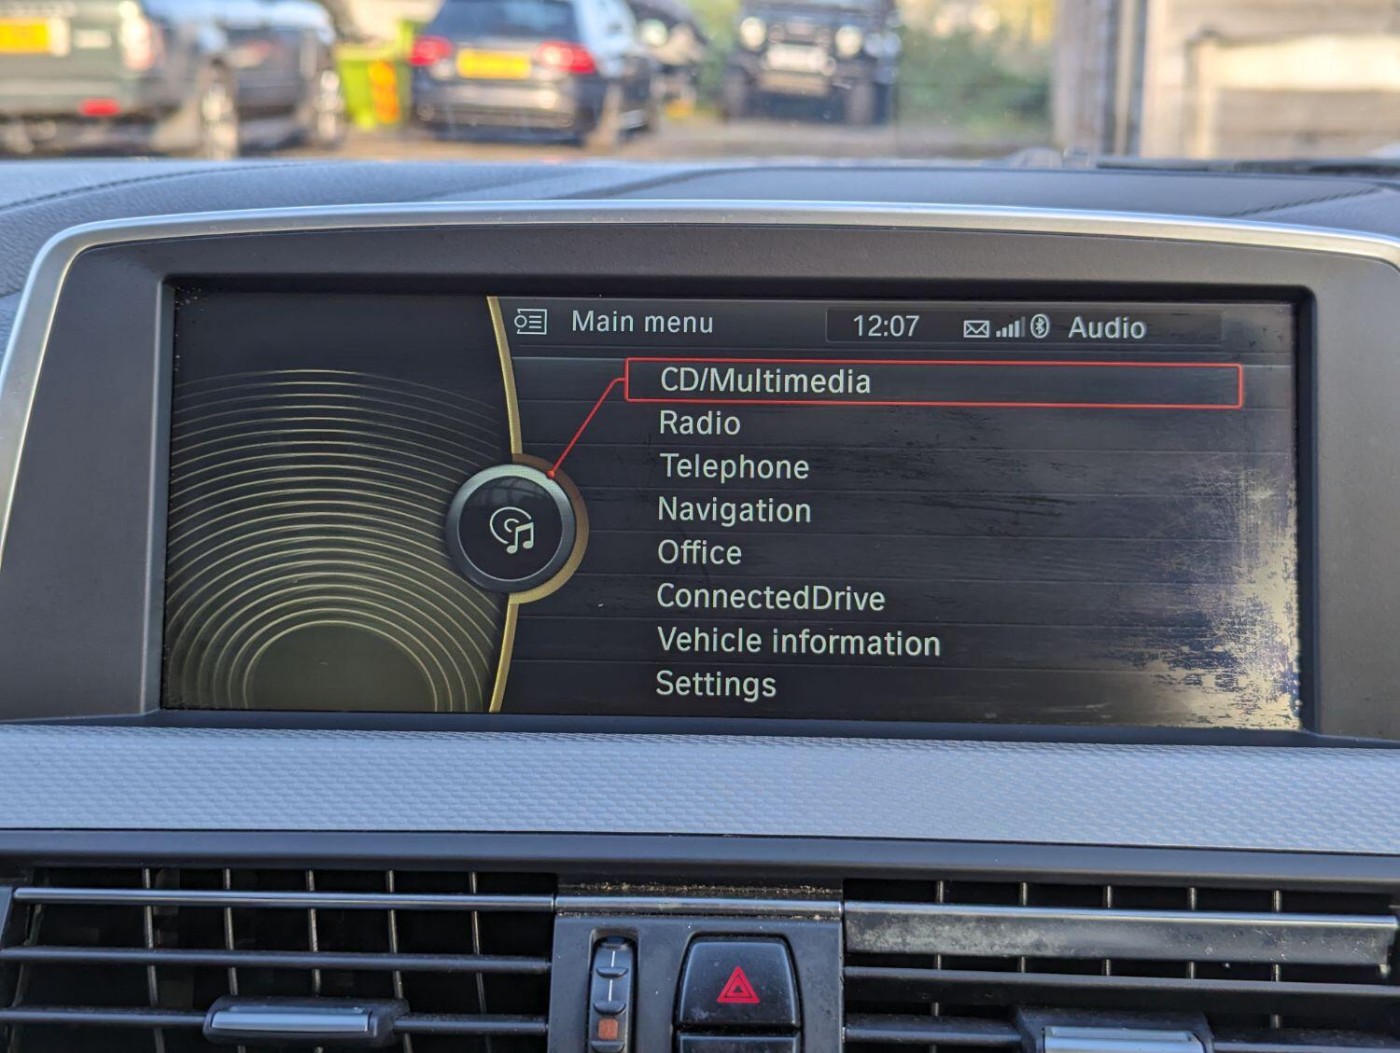 Main menu
12:07
Audio
CD/Multimedia
Radio
Telephone
Navigation
Office
ConnectedDrive
Vehicle information
Settings